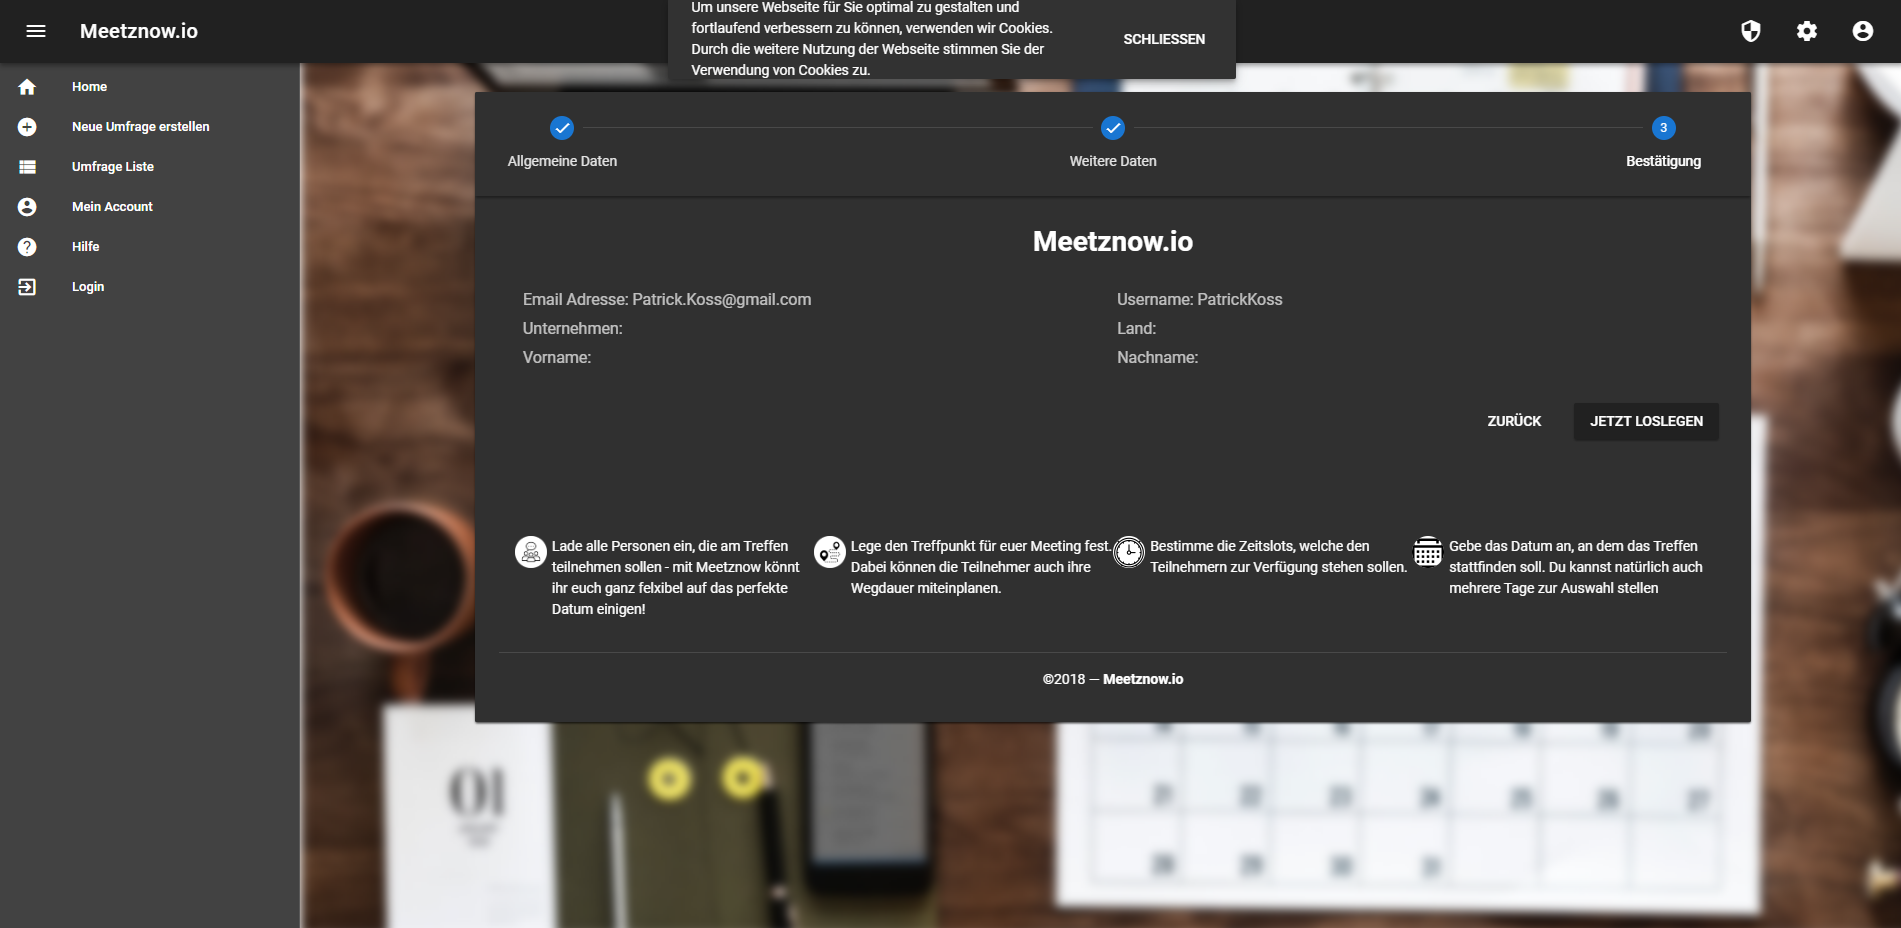 Meetznow.io
Um unsere Webseite für Sie optimal zu gestalten und
fortlaufend verbessern zu können, verwenden wir Cookies.
Durch die weitere Nutzung der Webseite stimmen Sie der
Verwendung von Cookies zu.
SCHLIESSEN
Home
Neue Umfrage erstellen
Umfrage Liste
Mein Account
Hilfe
Login
3
Allgemeine Daten
Weitere Daten
Bestätigung
Meetznow.io
Email Adresse: Patrick.Koss@gmail.com
Username: PatrickKoss
Unternehmen:
Land:
Vorname:
Nachname:
ZURÜCK
JETZT LOSLEGEN
Lade alle Personen ein, die am Treffen
teilnehmen sollen - mit Meetznow könnt
ihr euch ganz felxibel auf das perfekte
Datum einigen!
Lege den Treffpunkt für euer Meeting fest.
Dabei können die Teilnehmer auch ihre
Wegdauer miteinplanen.
Bestimme die Zeitslots, welche den
Teilnehmern zur Verfügung stehen sollen.
Gebe das Datum an, an dem das Treffen
stattfinden soll. Du kannst natürlich auch
mehrere Tage zur Auswahl stellen
©2018 — Meetznow.io
01
21 22 23 24 25 26 27
28 29 30 31